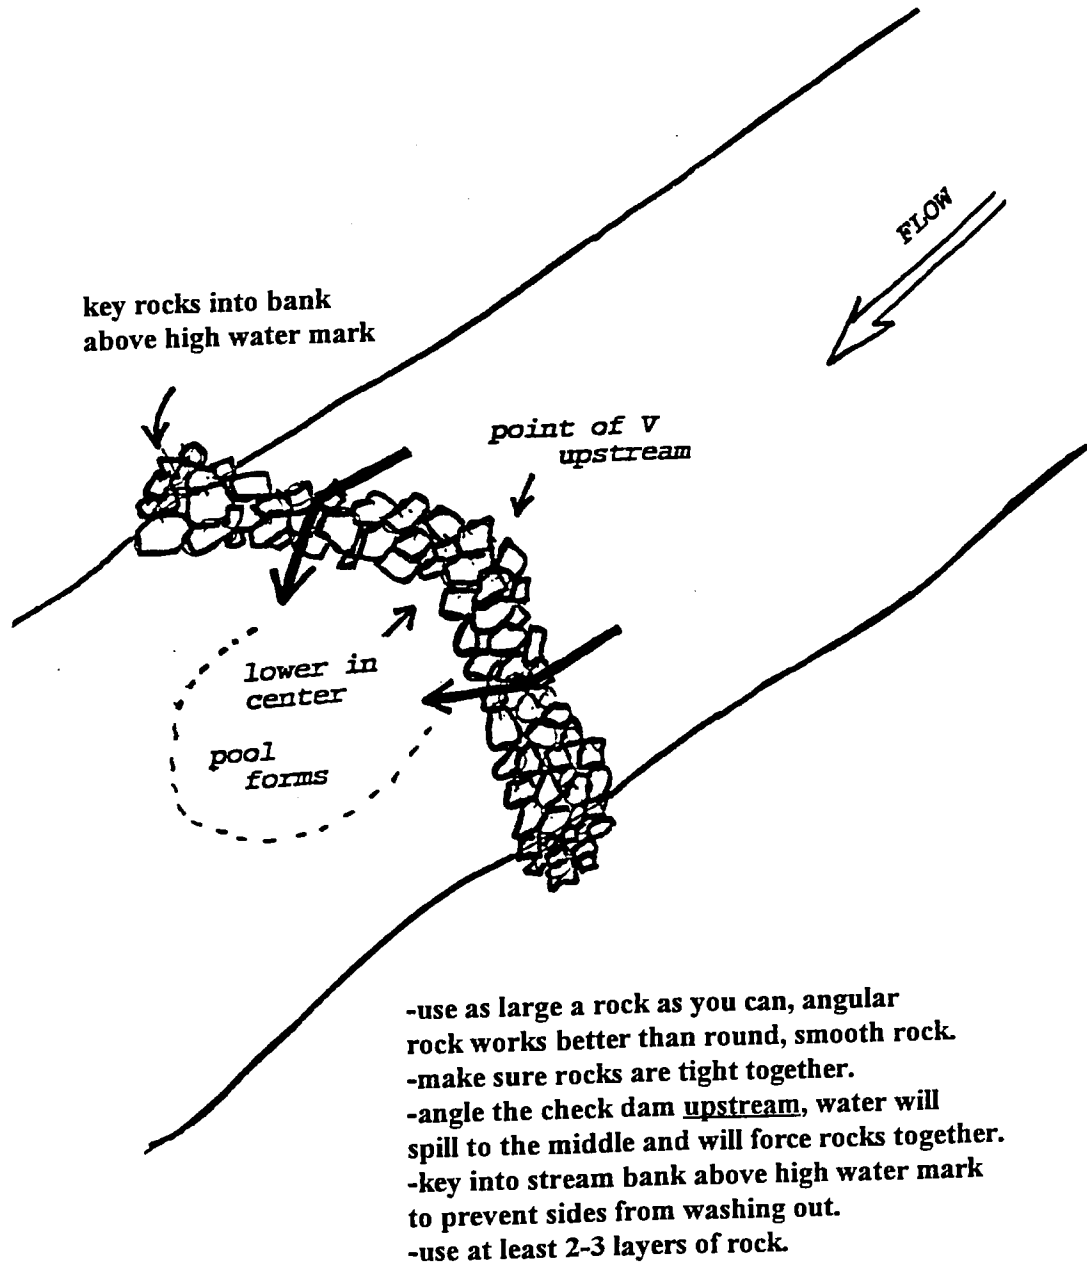 FLOW
key rocks into bank
above high water mark
point of V
upstream
lower in
center
pool
forms
-use as large a rock as you can, angular
rock works better than round, smooth rock.
-make sure rocks are tight together.
-angle the check dam upstream, water will
spill to the middle and will force rocks together.
-key into stream bank above high water mark
to prevent sides from washing out.
-use at least 2-3 layers of rock.